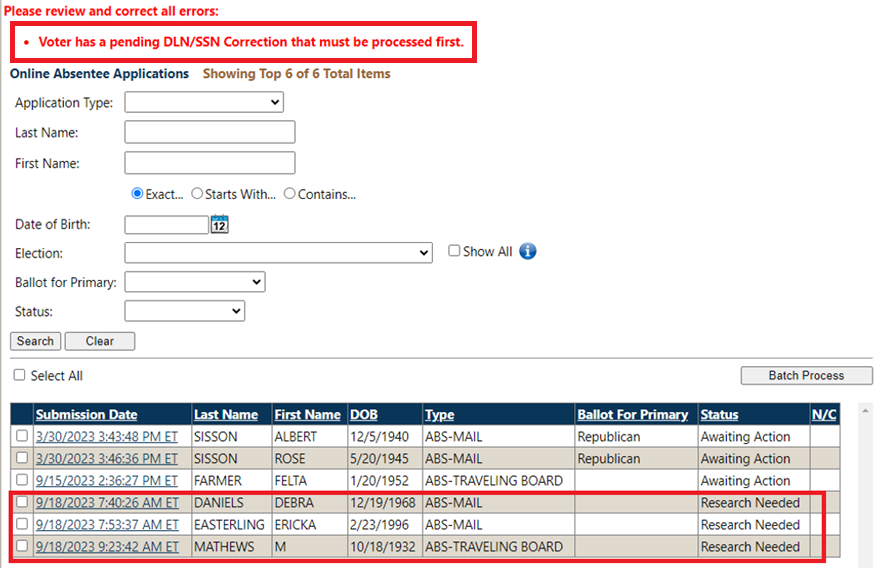 Please review and correct all errors:
• Voter has a pending DLN/SSN Correction that must be processed first.
Online Absentee Applications Showing Top 6 of 6 Total Items
Application Type:
Last Name:
First Name:
Exact... Starts With... Contains...
Date of Birth: 12
Election: Show All i
Ballot for Primary:
Status:
Search Clear
Select All Batch Process
Submission Date Last Name First Name DOB Type Ballot For Primary Status N/C
3/30/2023 3:43:48 PM ET SISSON ALBERT 12/5/1940 ABS-MAIL Republican Awaiting Action
3/30/2023 3:46:36 PM ET SISSON ROSE 5/20/1945 ABS-MAIL Republican Awaiting Action
9/15/2023 2:36:27 PM ET FARMER FELTA 1/20/1952 ABS-TRAVELING BOARD Awaiting Action
9/18/2023 7:40:26 AM ET DANIELS DEBRA 12/19/1968 ABS-MAIL Research Needed
9/18/2023 7:53:37 AM ET EASTERLING ERICKA 2/23/1996 ABS-MAIL Research Needed
9/18/2023 9:23:42 AM ET MATHEWS M 10/18/1932 ABS-TRAVELING BOARD Research Needed